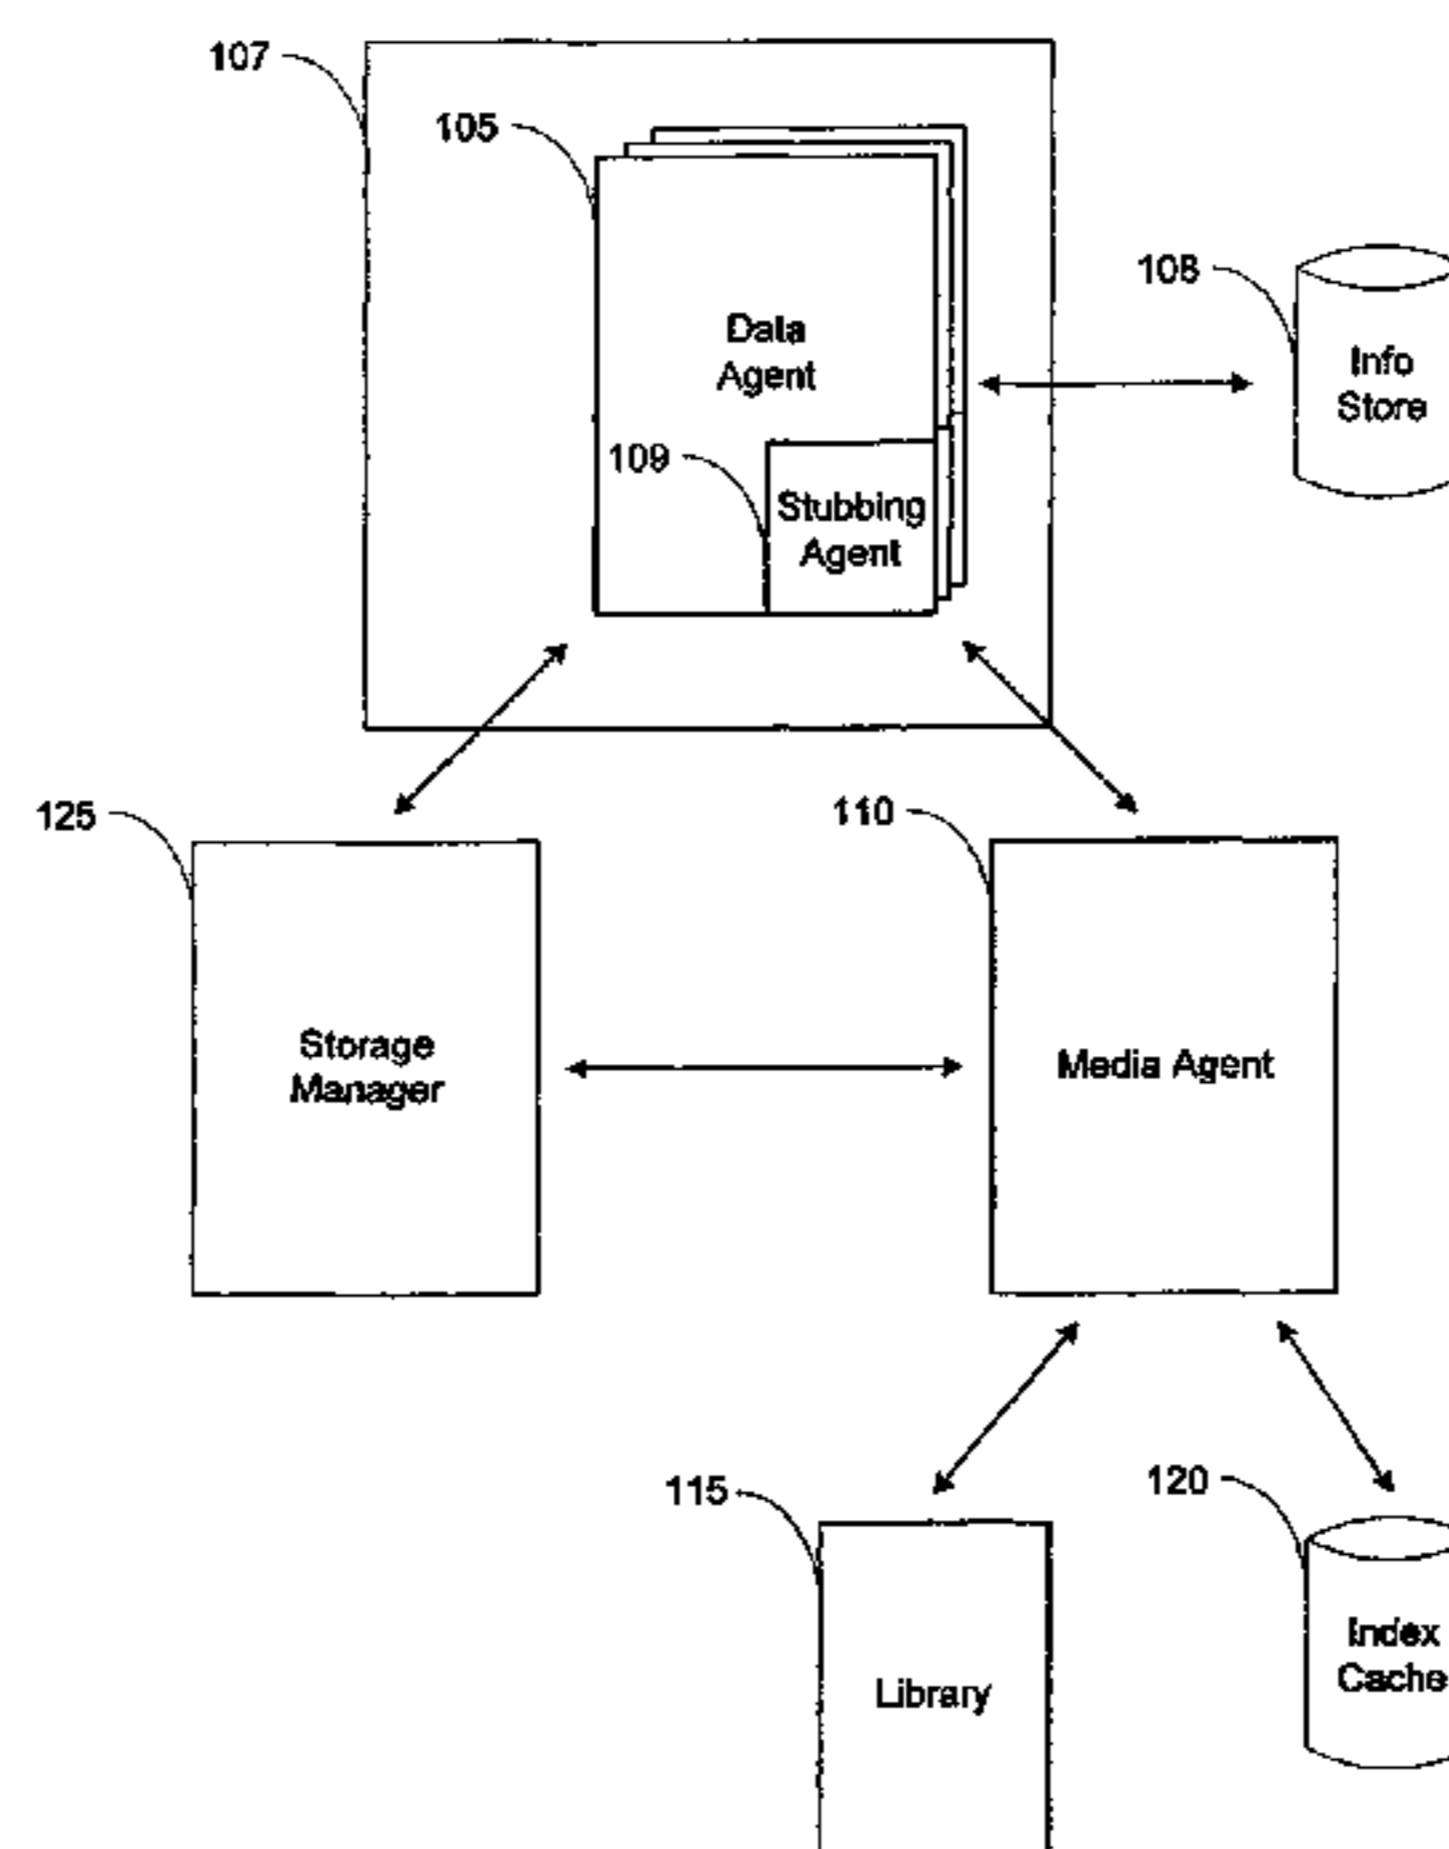 107
105
108
Data
Agent
Info
Store
109
Stubbing
Agent
125
110
Storage
Manager
Media Agent
115
120
Index
Cache
Library